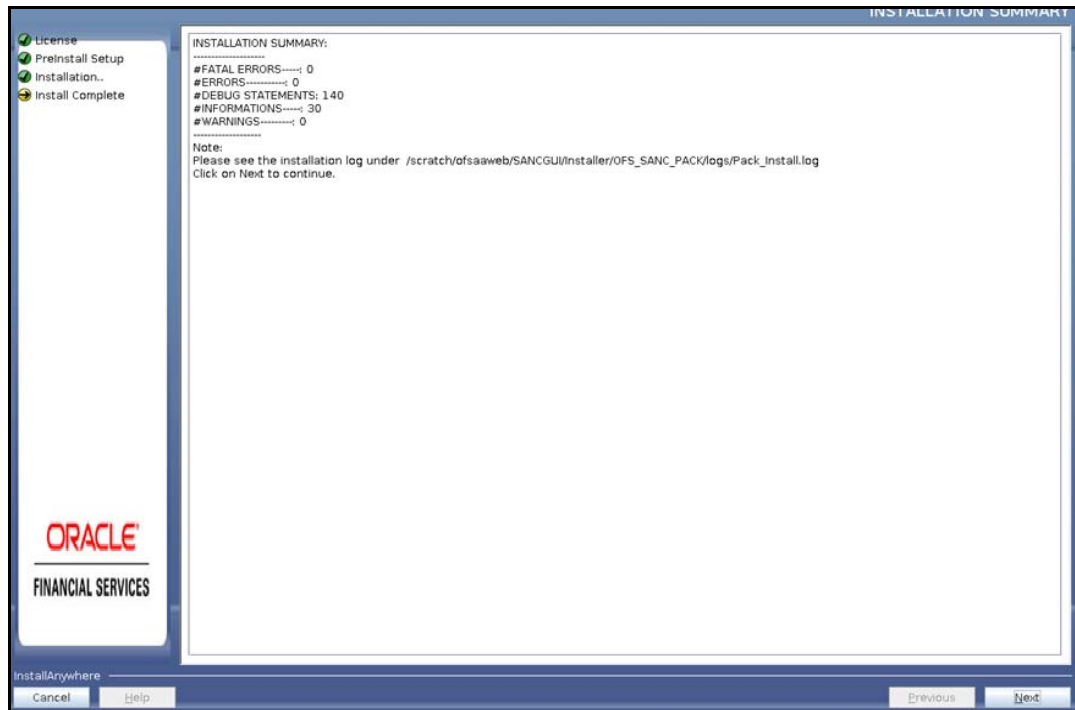 INSTALLATION SUMMARY
License
PreInstall Setup
Installation..
Install Complete
INSTALLATION SUMMARY:
-------------------
#FATAL ERRORS-----: 0
#ERRORS-----------: 0
#DEBUG STATEMENTS: 140
#INFORMATIONS-----: 30
#WARNINGS---------: 0
-------------------
Note:
Please see the installation log under /scratch/ofsaaweb/SANCGUI/Installer/OFS_SANC_PACK/logs/Pack_Install.log
Click on Next to continue.
ORACLE
FINANCIAL SERVICES
InstallAnywhere
Cancel Help Previous Next